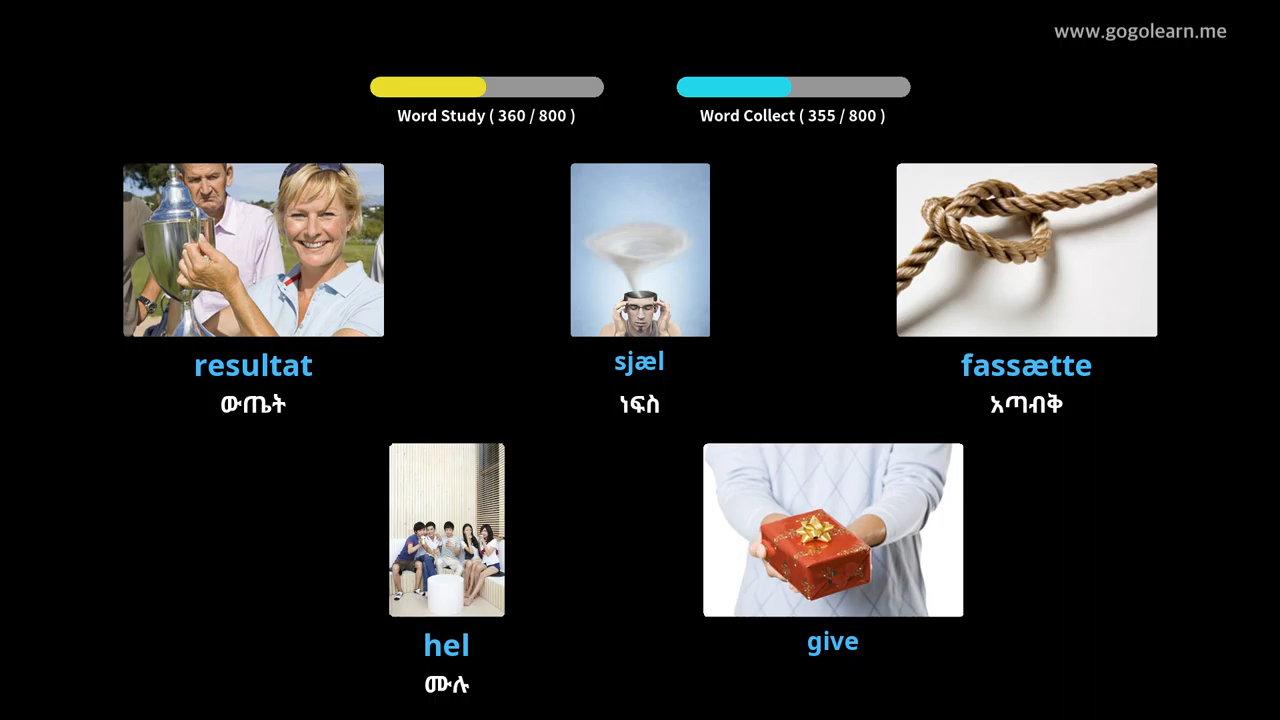 www.gogolearn.me
Word Study ( 360 / 800 )
Word Collect ( 355 / 800 )
resultat
ውጤት
sjæl
ነፍስ
fassætte
አጣብቅ
hel
ሙሉ
give